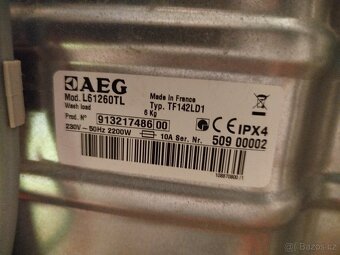 AEG
Made in France
Mod. L61260TL
Typ. TF142LD1
Wash load
6 Kg
Prod. N° 913217486 00
230V ~ 50Hz 2200W 10A Ser. Nr. 509 00002
CE IPX4